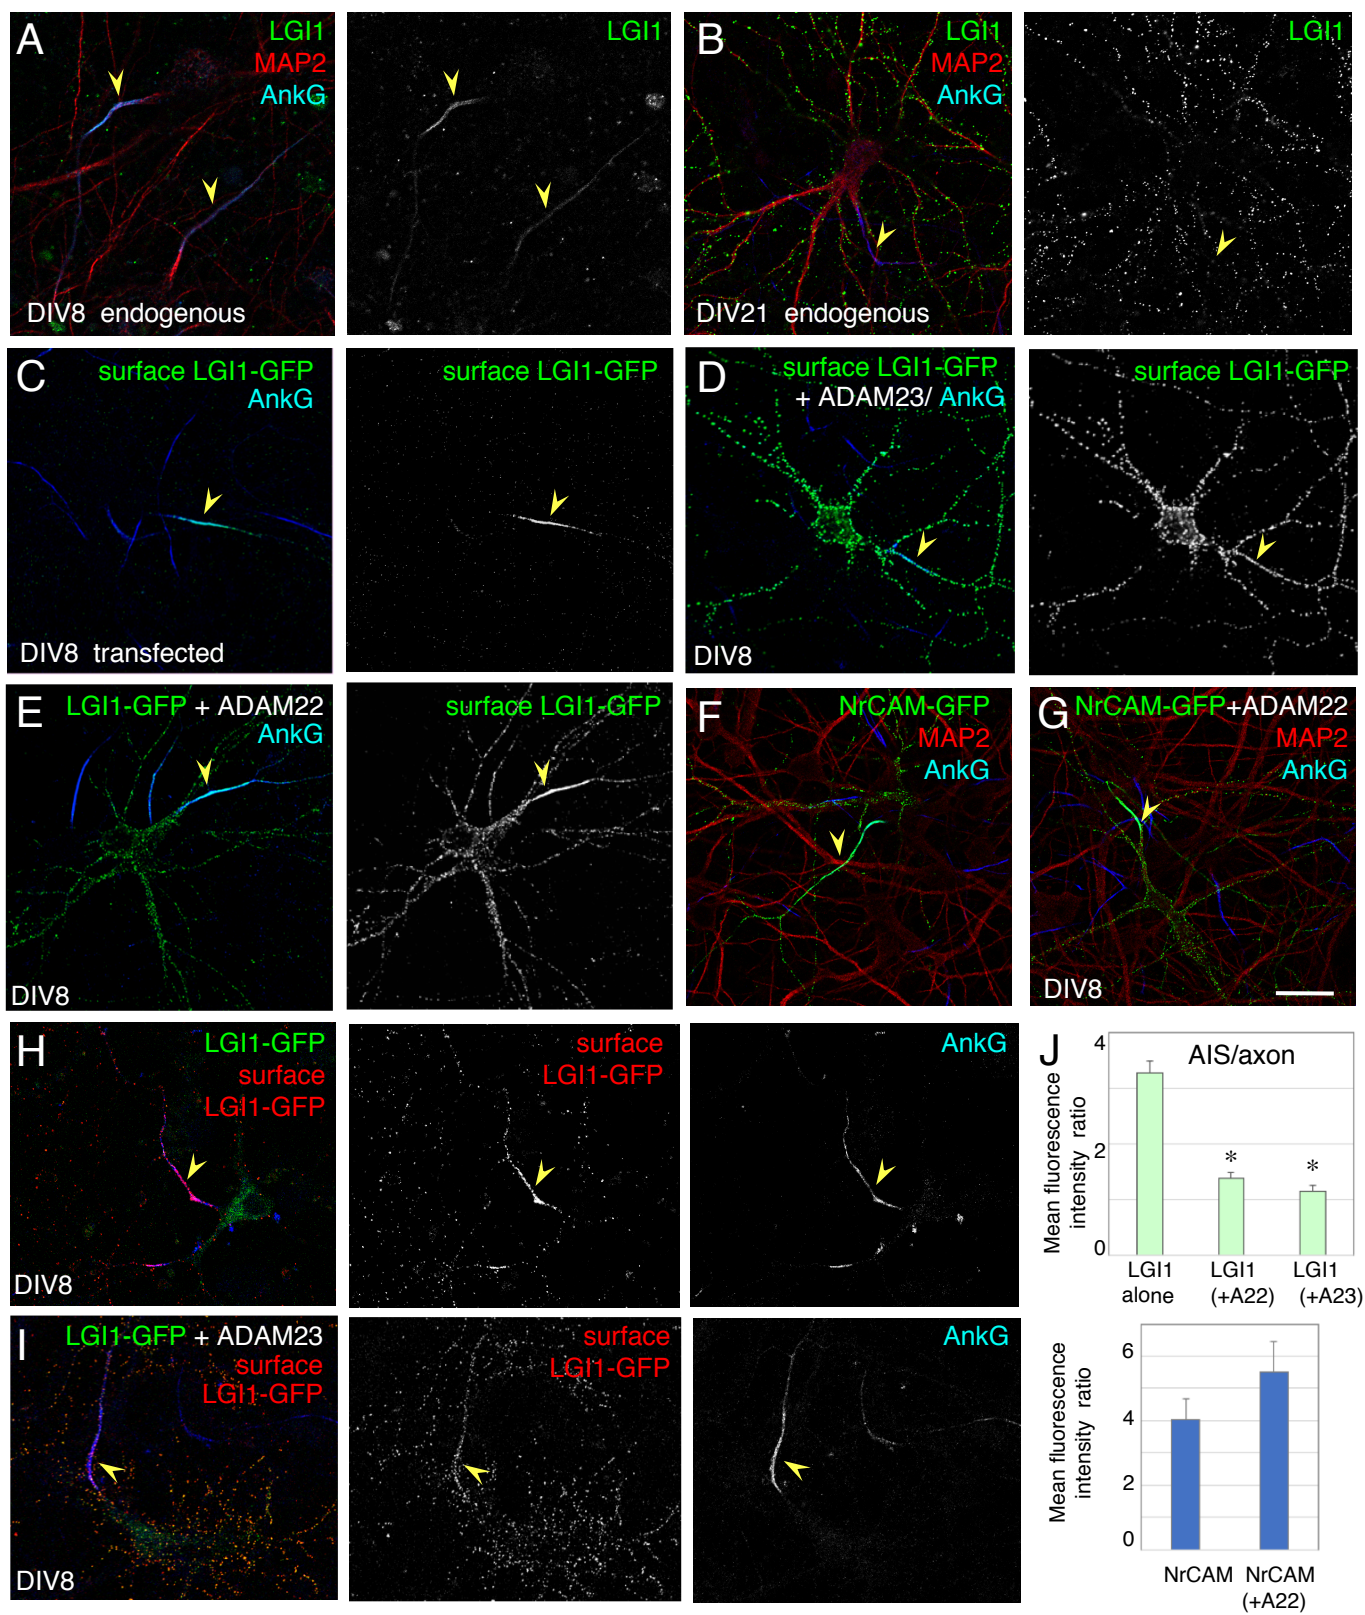 A
LGI1
MAP2
AnkG
DIV8 endogenous
LGI1
B
LGI1
MAP2
AnkG
DIV21 endogenous
LGI1
C
surface LGI1-GFP
AnkG
DIV8 transfected
surface LGI1-GFP
D
surface LGI1-GFP
+ ADAM23/ AnkG
DIV8
surface LGI1-GFP
E
LGI1-GFP + ADAM22
AnkG
DIV8
surface LGI1-GFP
F
NrCAM-GFP
MAP2
AnkG
G
NrCAM-GFP+ADAM22
MAP2
AnkG
DIV8
H
LGI1-GFP
surface
LGI1-GFP
DIV8
surface
LGI1-GFP
AnkG
I
LGI1-GFP + ADAM23
surface
LGI1-GFP
DIV8
surface
LGI1-GFP
AnkG
J
AIS/axon
Mean fluorescence
intensity ratio
4
2
0
*
*
LGI1
alone
LGI1
(+A22)
LGI1
(+A23)
Mean fluorescence
intensity ratio
6
4
2
0
NrCAM
NrCAM
(+A22)